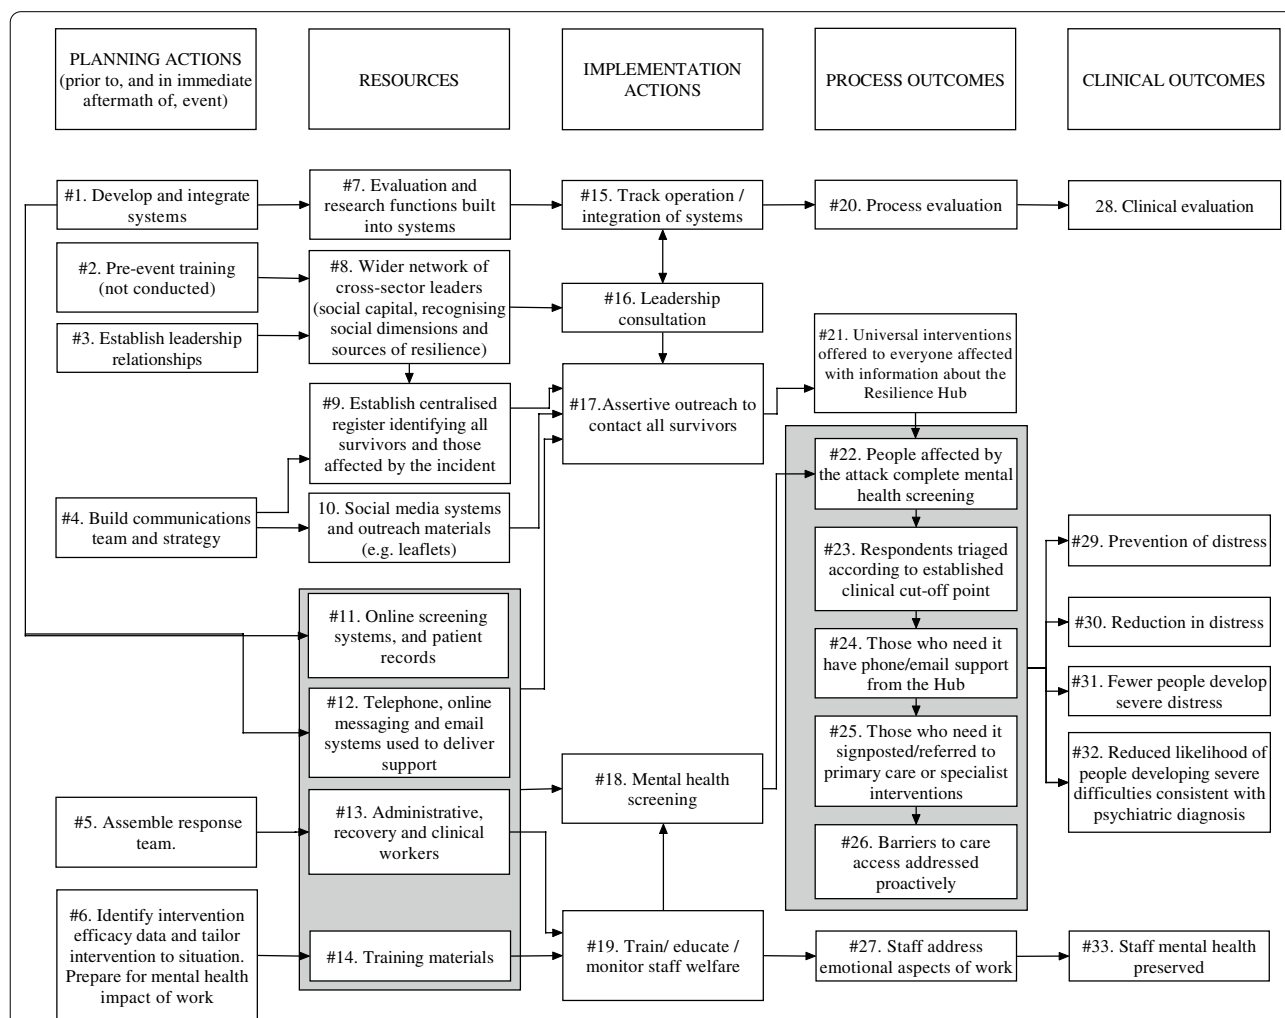 PLANNING ACTIONS
(prior to, and in immediate
aftermath of, event)
RESOURCES
IMPLEMENTATION
ACTIONS
PROCESS OUTCOMES
CLINICAL OUTCOMES
#1. Develop and integrate
systems
#7. Evaluation and
research functions built
into systems
#15. Track operation /
integration of systems
#20. Process evaluation
28. Clinical evaluation
#2. Pre-event training
(not conducted)
#3. Establish leadership
relationships
#8. Wider network of
cross-sector leaders
(social capital, recognising
social dimensions and
sources of resilience)
#16. Leadership
consultation
#21. Universal interventions
offered to everyone affected
with information about the
Resilience Hub
#9. Establish centralised
register identifying all
survivors and those
affected by the incident
#17.Assertive outreach to
contact all survivors
#22. People affected by
the attack complete mental
health screening
#4. Build communications
team and strategy
10. Social media systems
and outreach materials
(e.g. leaflets)
#23. Respondents triaged
according to established
clinical cut-off point
#29. Prevention of distress
#11. Online screening
systems, and patient
records
#24. Those who need it
have phone/email support
from the Hub
#30. Reduction in distress
#31. Fewer people develop
severe distress
#12. Telephone, online
messaging and email
systems used to deliver
support
#25. Those who need it
signposted/referred to
primary care or specialist
interventions
#32. Reduced likelihood of
people developing severe
difficulties consistent with
psychiatric diagnosis
#18. Mental health
screening
#5. Assemble response
team.
#13. Administrative,
recovery and clinical
workers
#26. Barriers to care
access addressed
proactively
#6. Identify intervention
efficacy data and tailor
intervention to situation.
Prepare for mental health
impact of work
#14. Training materials
#19. Train/ educate /
monitor staff welfare
#27. Staff address
emotional aspects of work
#33. Staff mental health
preserved